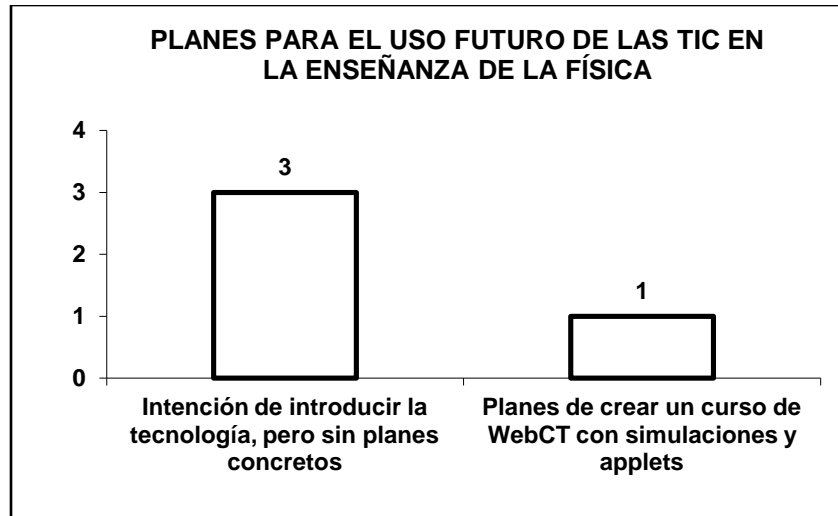 PLANES PARA EL USO FUTURO DE LAS TIC EN
LA ENSEÑANZA DE LA FÍSICA
4
3
2
1
0
3
1
Intención de introducir la
tecnología, pero sin planes
concretos
Planes de crear un curso de
WebCT con simulaciones y
applets